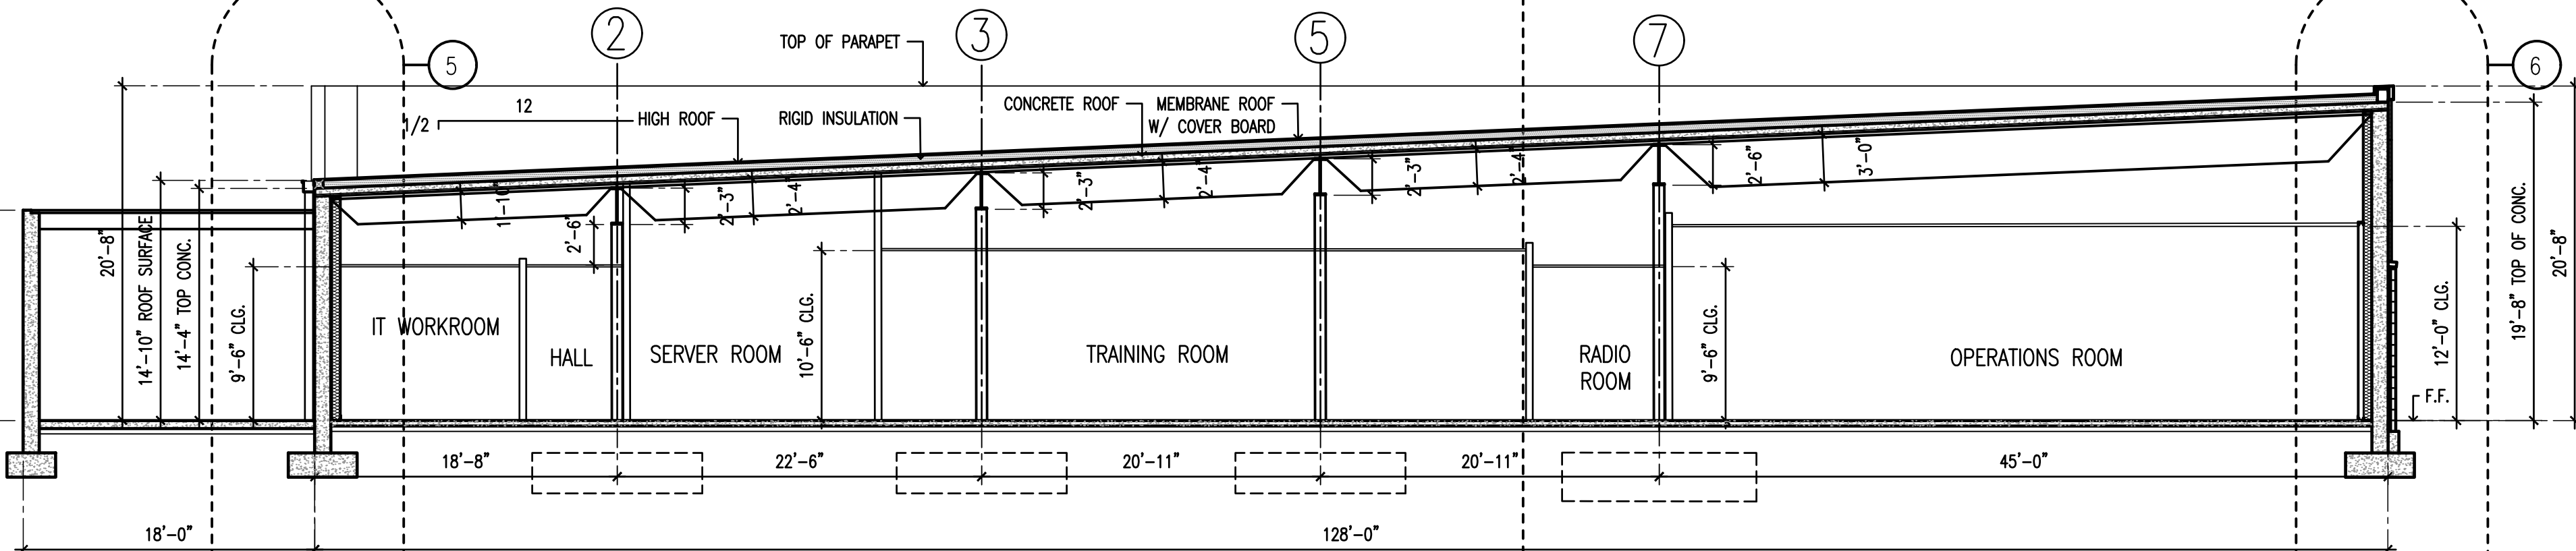 2
3
5
7
5
6
TOP OF PARAPET
12
1/2
HIGH ROOF
RIGID INSULATION
CONCRETE ROOF
MEMBRANE ROOF
W/ COVER BOARD
1'-10"
2'-6"
2'-3"
2'-4"
2'-3"
2'-4"
2'-3"
2'-4"
2'-6"
3'-0"
20'-8"
14'-10" ROOF SURFACE
14'-4" TOP CONC.
9'-6" CLG.
IT WORKROOM
HALL
SERVER ROOM
10'-6" CLG.
TRAINING ROOM
RADIO
ROOM
9'-6" CLG.
OPERATIONS ROOM
12'-0" CLG.
19'-8" TOP OF CONC.
20'-8"
F.F.
18'-8"
22'-6"
20'-11"
20'-11"
45'-0"
18'-0"
128'-0"